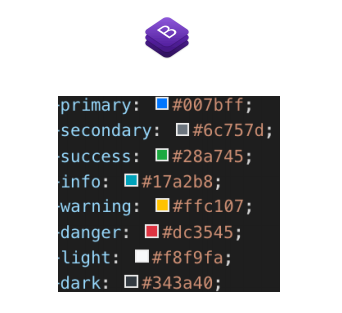 B
-primary: #007bff;
-secondary: #6c757d;
-success: #28a745;
-info: #17a2b8;
-warning: #ffc107;
-danger: #dc3545;
-light: #f8f9fa;
-dark: #343a40;